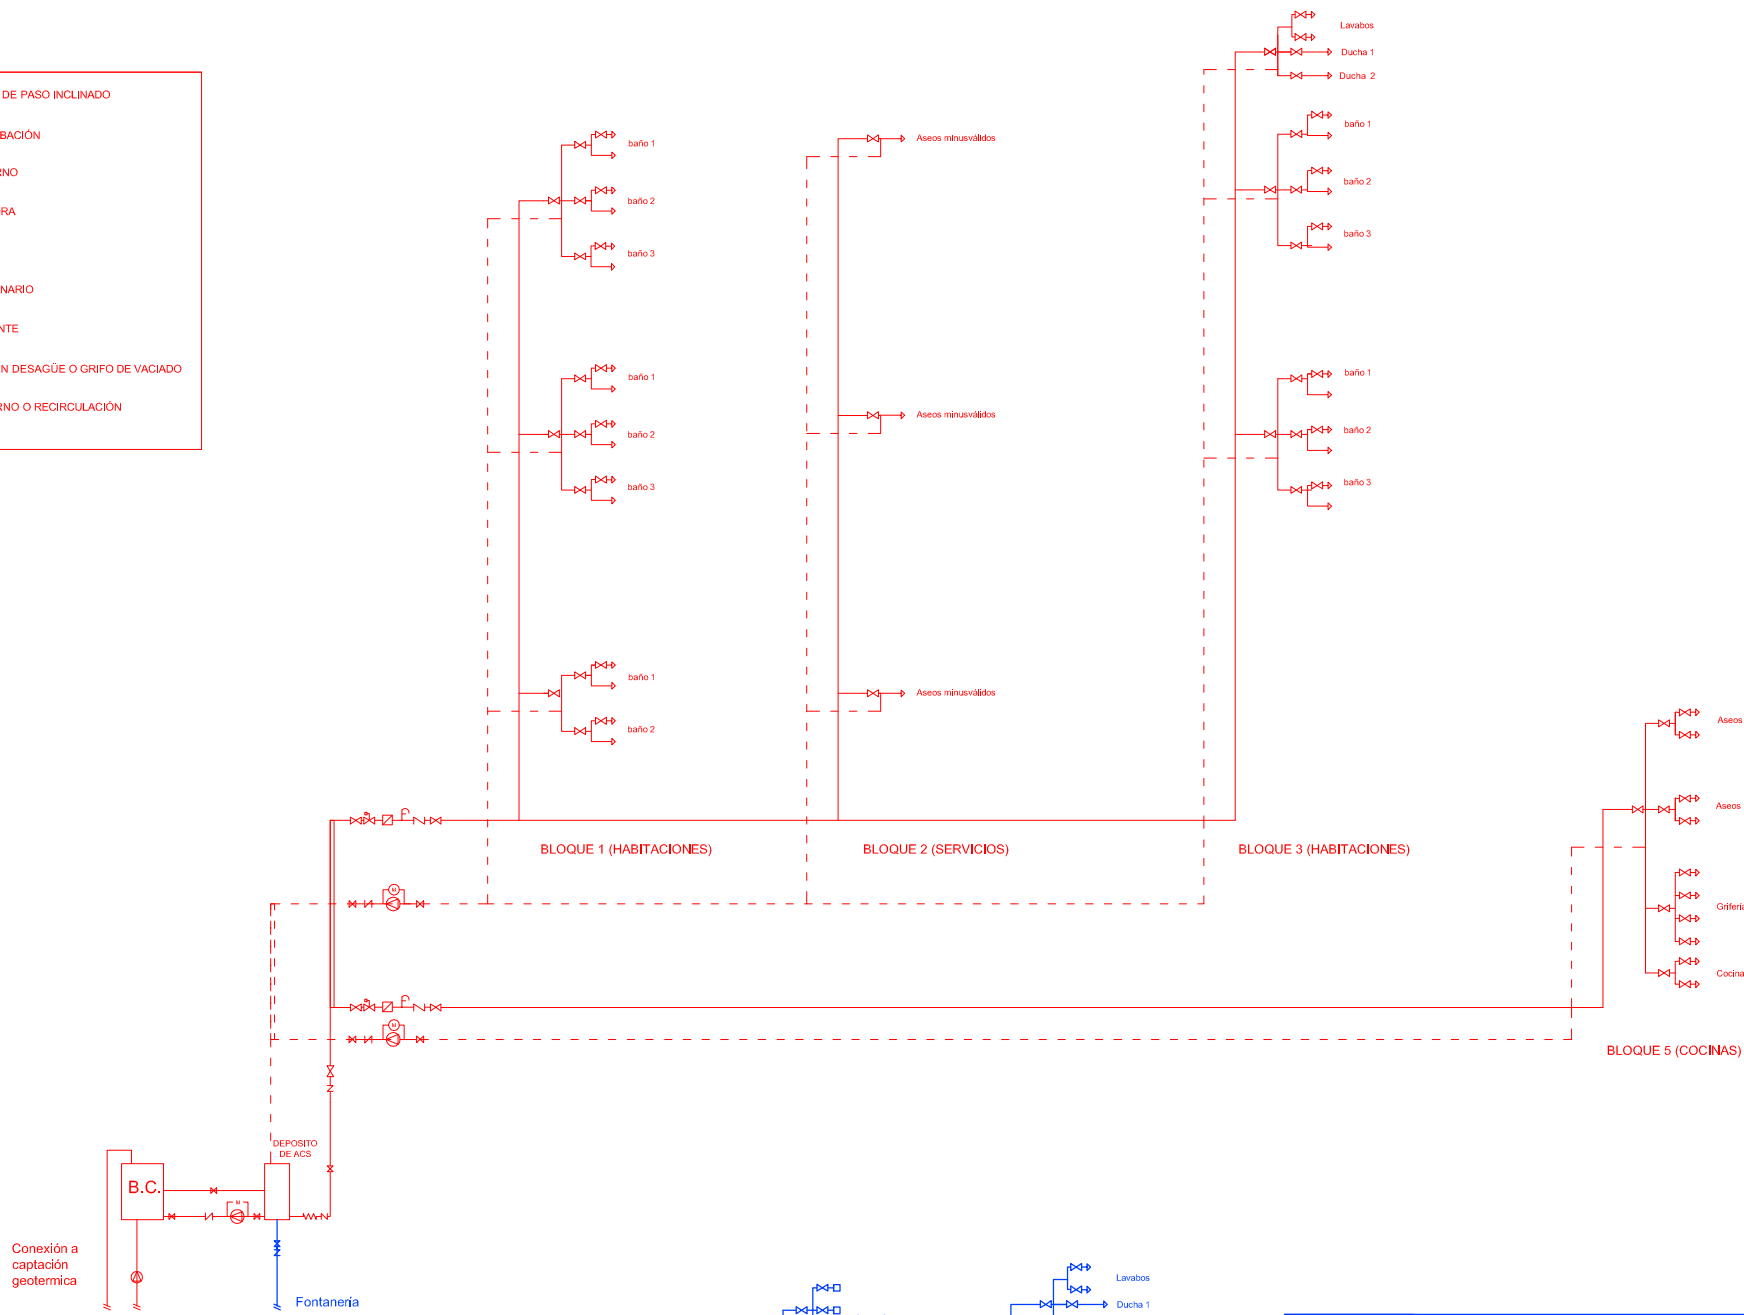 DE PASO INCLINADO
BACIÓN
RNO
RA
NARIO
NTE
N DESAGÜE O GRIFO DE VACIADO
RNO O RECIRCULACIÓN
baño 1
baño 2
baño 3
baño 1
baño 2
baño 3
baño 1
baño 2
BLOQUE 1 (HABITACIONES)
Aseos minusválidos
Aseos minusválidos
Aseos minusválidos
BLOQUE 2 (SERVICIOS)
Lavabos
Ducha 1
Ducha 2
baño 1
baño 2
baño 3
baño 1
baño 2
baño 3
BLOQUE 3 (HABITACIONES)
Aseos
Aseos
Grifería
Cocina
BLOQUE 5 (COCINAS)
M
M
DEPOSITO
DE ACS
B.C.
M
Conexión a
captación
geotermica
Fontanería
Lavabos
Ducha 1